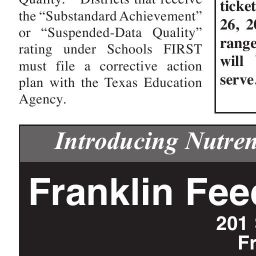 Quality." Districts that receive
the "Substandard Achievement"
or "Suspended-Data Quality"
rating under Schools FIRST
must file a corrective action
plan with the Texas Education
Agency.
ticket
26, 20
range
will
serve.
Introducing Nutren
Franklin Feed
201
Fr